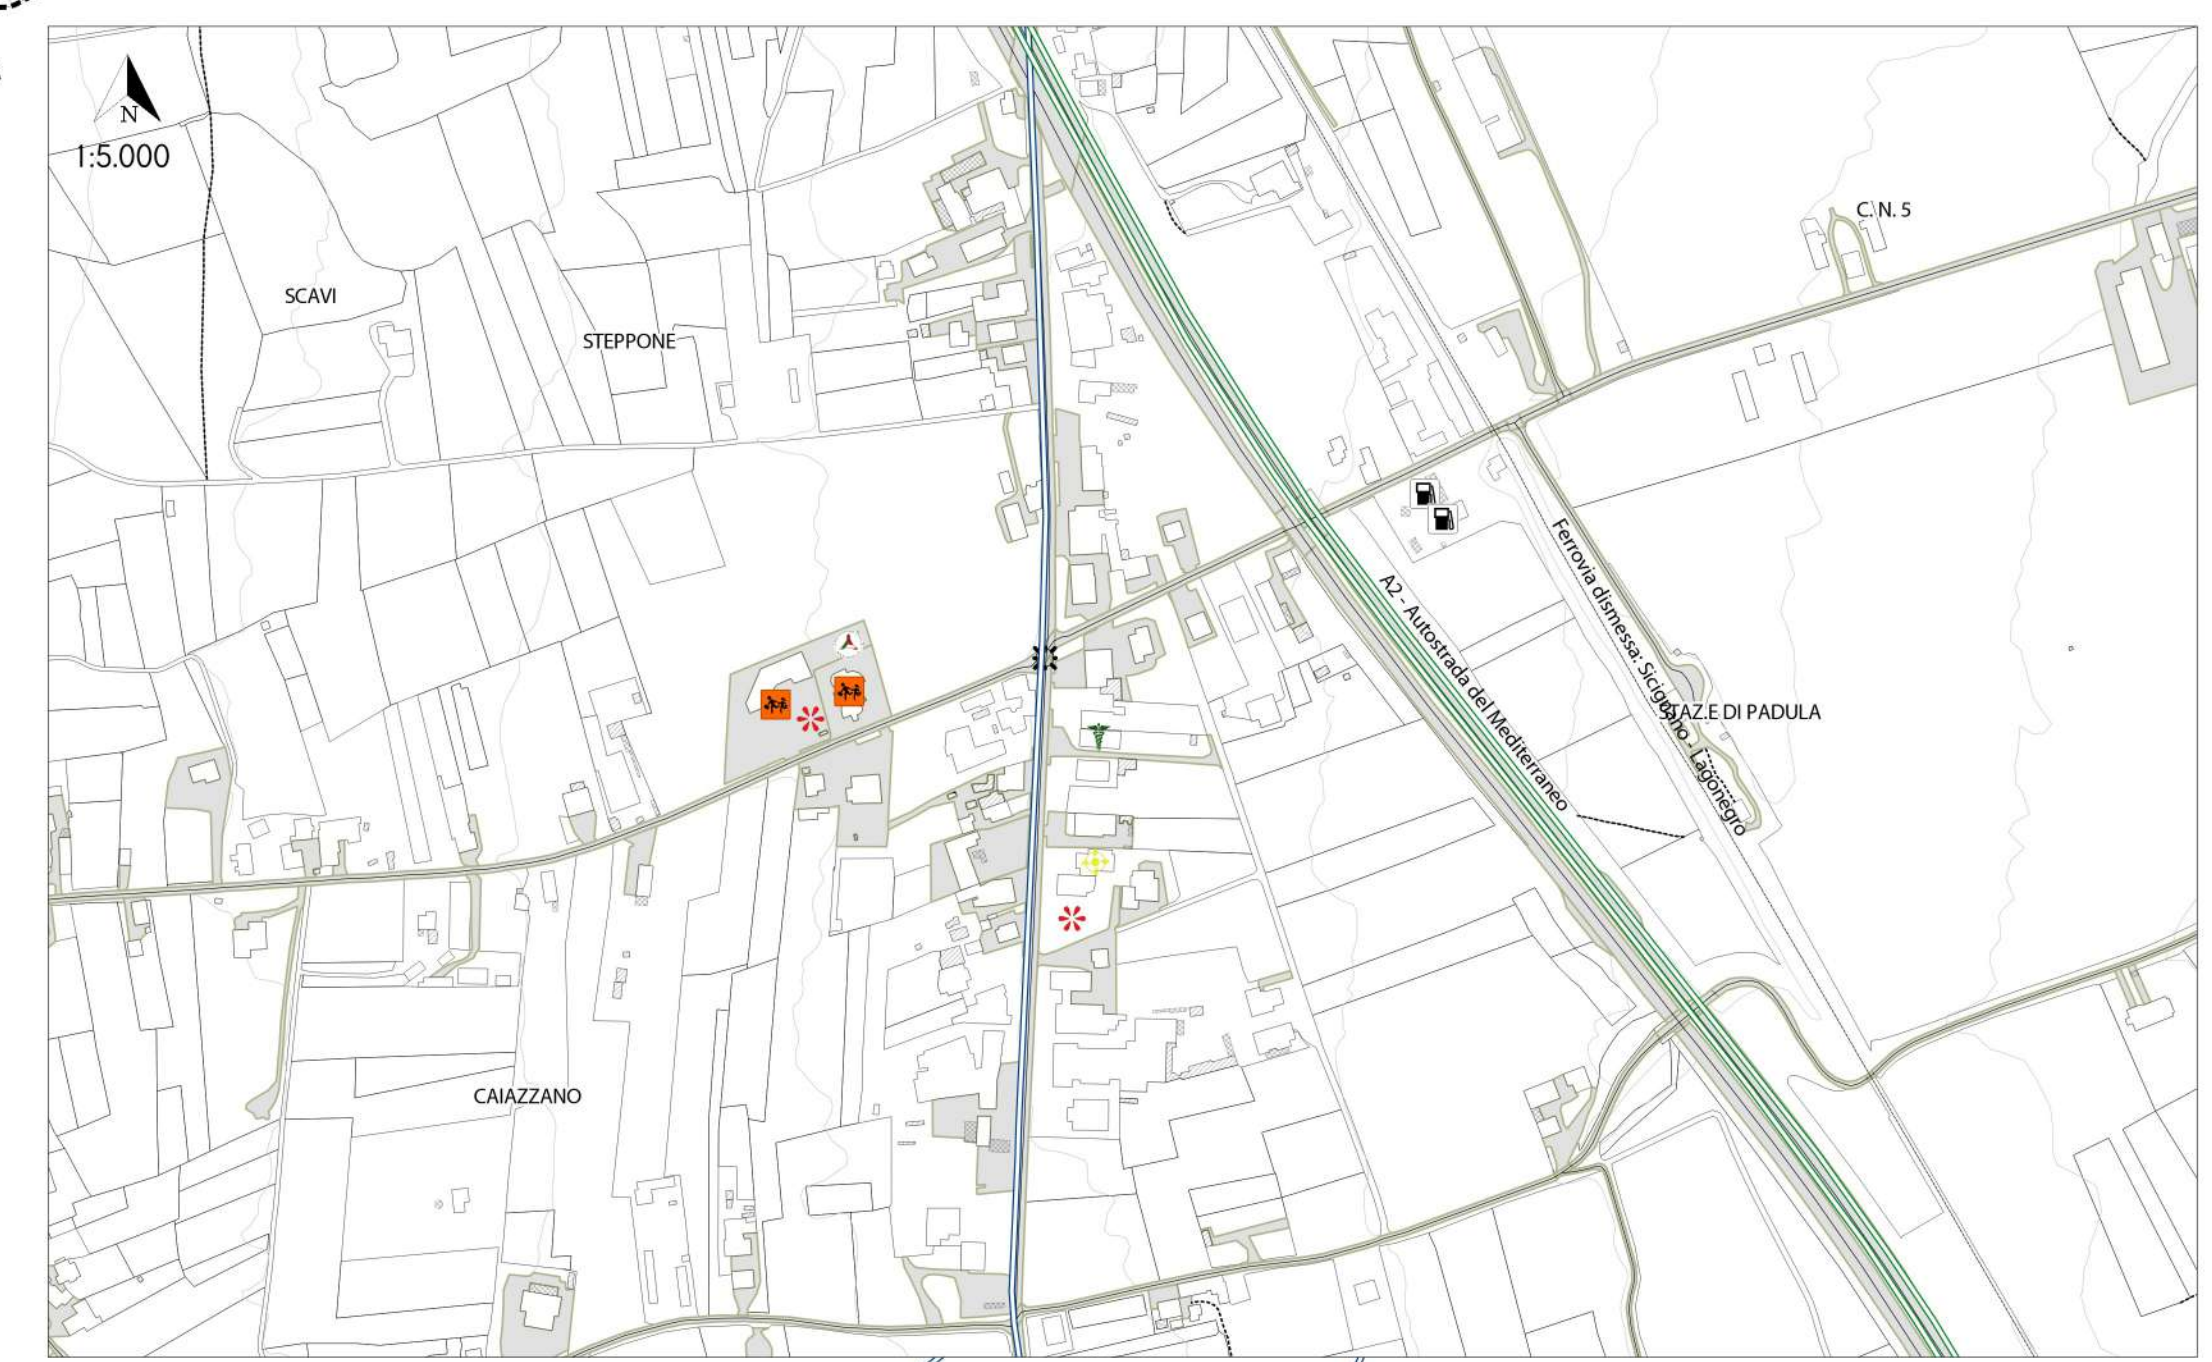 N
1:5.000
C. N. 5
SCAVI
STEPPONE
Ferrovia dismessa: Sicignano - Lagonegro
A2 - Autostrada del Mediterraneo
STAZ.E DI PADULA
CAIAZZANO